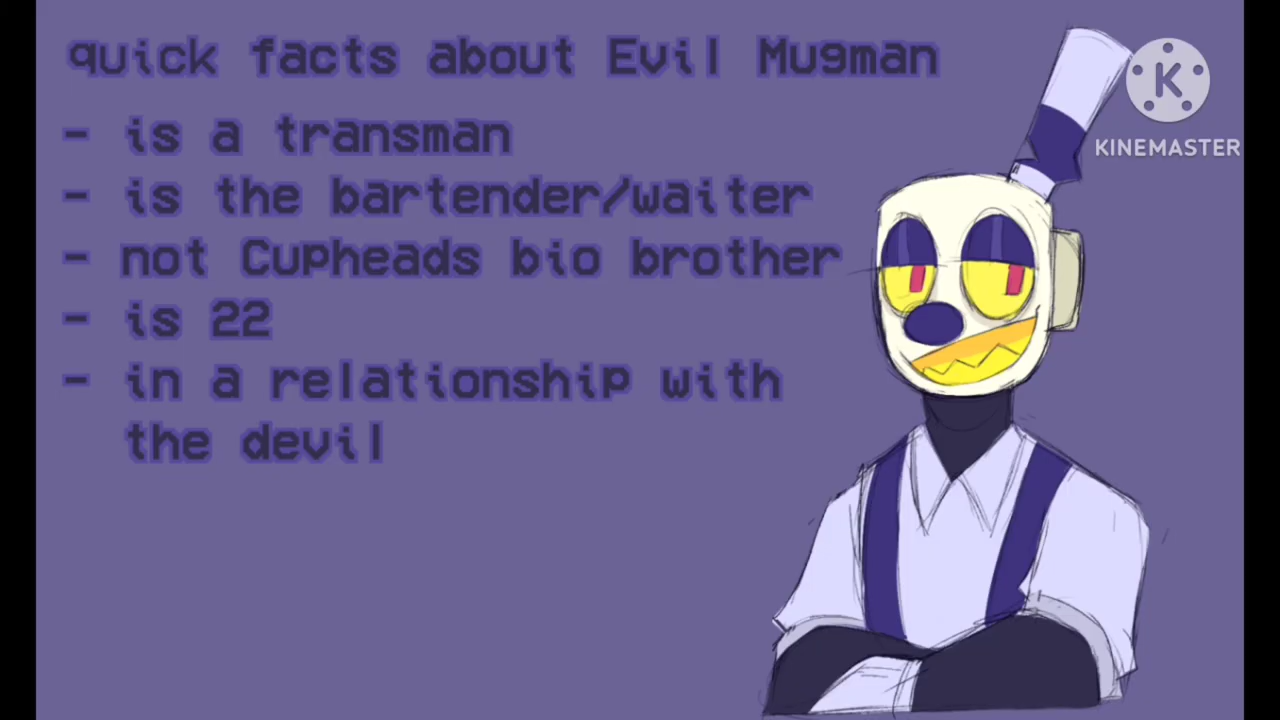 quick facts about Evil Mugman
- is a transman
- is the bartender/waiter
- not Cupheads bio brother
- is 22
- in a relationship with
the devil
K
KINEMASTER